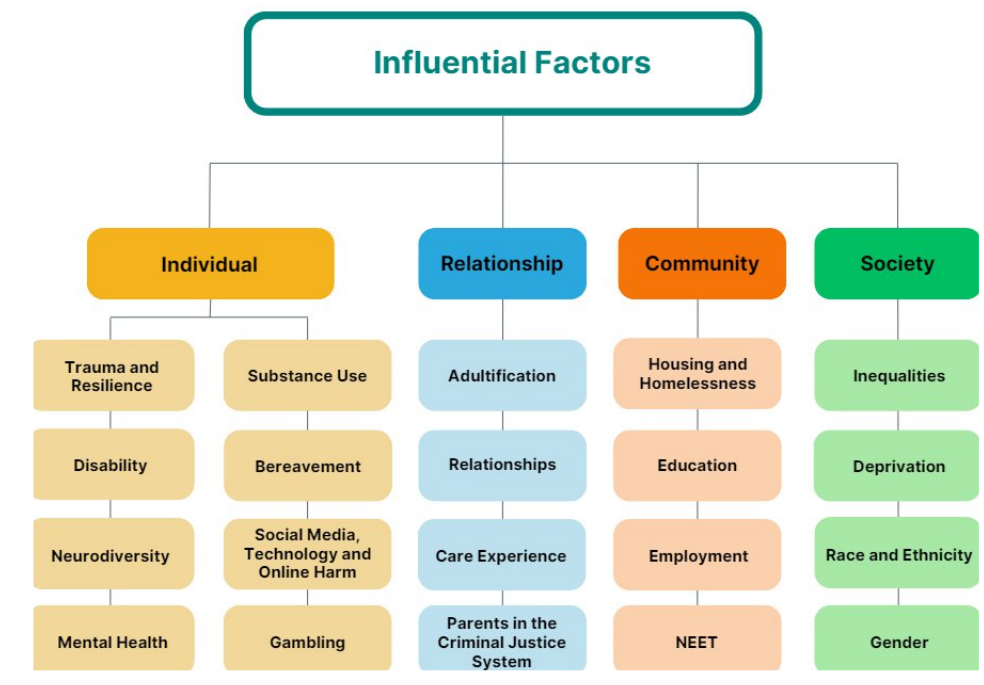 Influential Factors
Individual
Relationship
Community
Society
Trauma and
Resilience
Substance Use
Adultification
Housing and
Homelessness
Inequalities
Disability
Bereavement
Relationships
Education
Deprivation
Neurodiversity
Social Media,
Technology and
Online Harm
Care Experience
Employment
Race and Ethnicity
Mental Health
Gambling
Parents in the
Criminal Justice
System
NEET
Gender